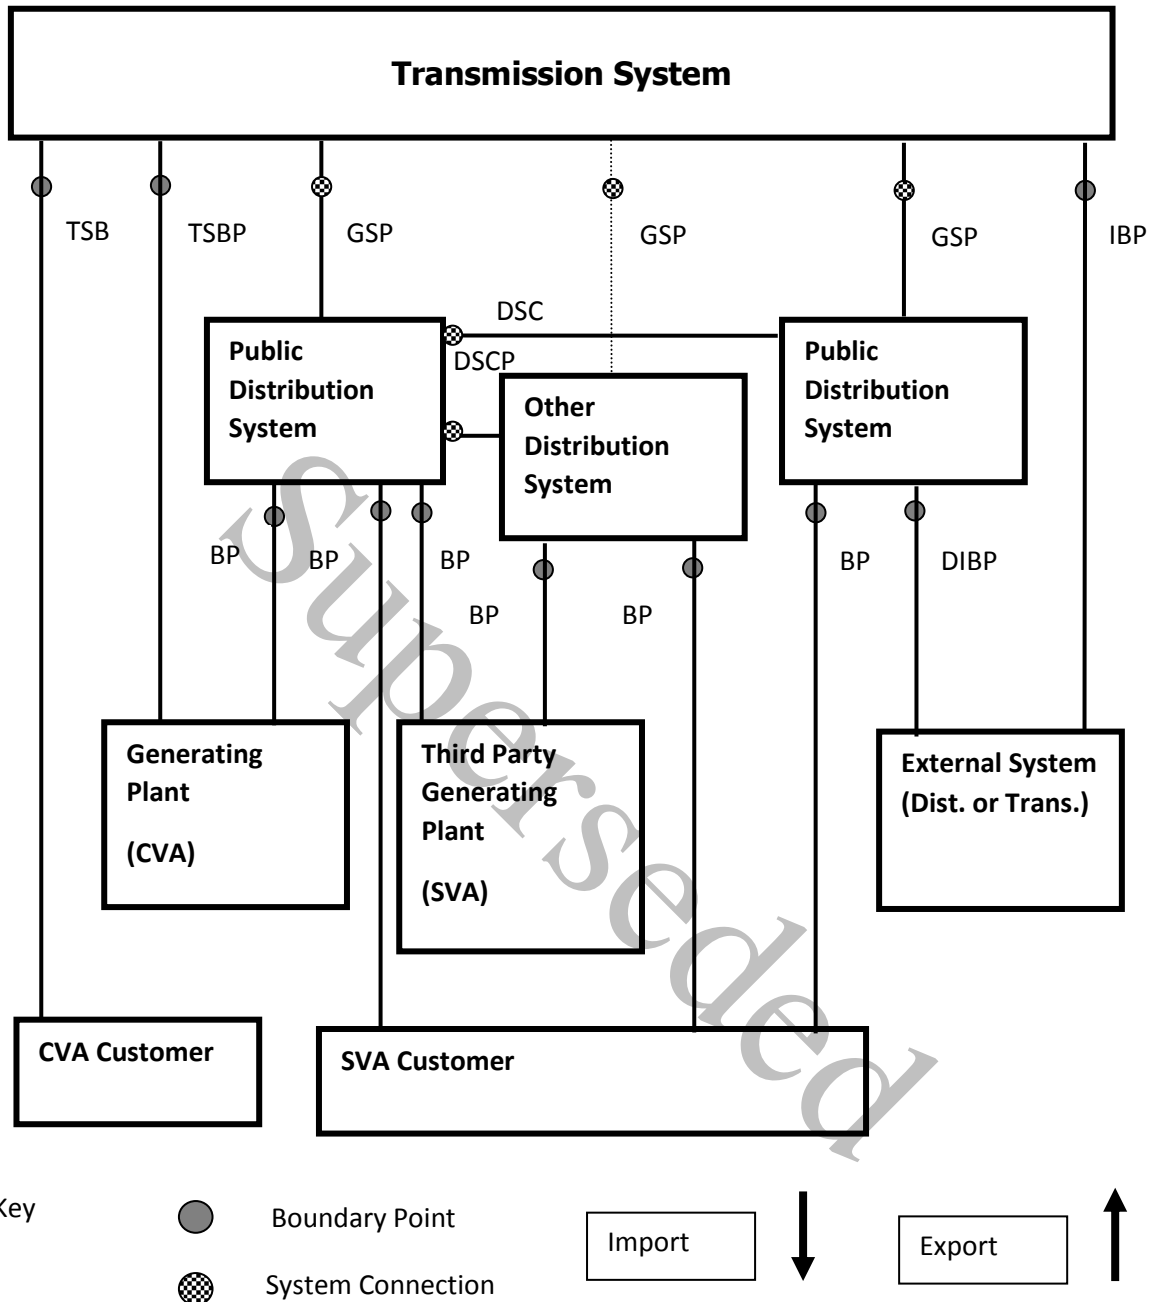 Transmission System
TSB
TSBP
GSP
GSP
GSP
IBP
DSC
DSCP
Public
Distribution
System
Other
Distribution
System
Public
Distribution
System
BP
BP
BP
BP
BP
BP
DIBP
Superseded
Generating
Plant
(CVA)
Third Party
Generating
Plant
(SVA)
External System
(Dist. or Trans.)
CVA Customer
SVA Customer
Key
Boundary Point
System Connection
Import
Export